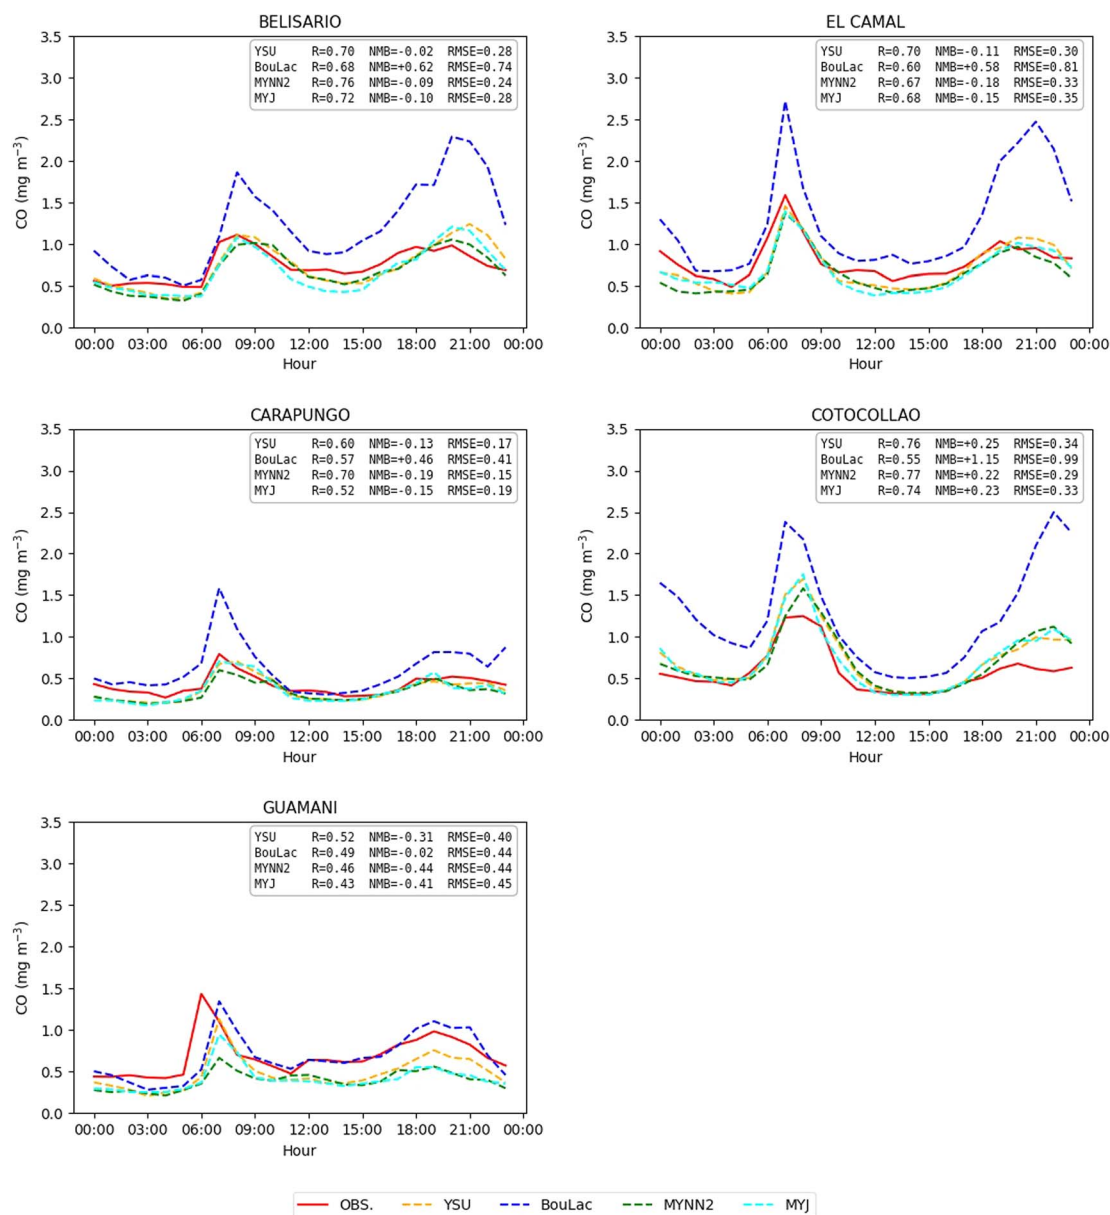 BELISARIO
YSU R=0.70 NMB=-0.02 RMSE=0.28
BouLac R=0.68 NMB=+0.62 RMSE=0.74
MYNN2 R=0.76 NMB=-0.09 RMSE=0.24
MYJ R=0.72 NMB=-0.10 RMSE=0.28
3.5
3.0
2.5
2.0
1.5
1.0
0.5
0.0
CO (mg m⁻³)
00:00 03:00 06:00 09:00 12:00 15:00 18:00 21:00 00:00
Hour
EL CAMAL
YSU R=0.70 NMB=-0.11 RMSE=0.30
BouLac R=0.60 NMB=+0.58 RMSE=0.81
MYNN2 R=0.67 NMB=-0.18 RMSE=0.33
MYJ R=0.68 NMB=-0.15 RMSE=0.35
3.5
3.0
2.5
2.0
1.5
1.0
0.5
0.0
CO (mg m⁻³)
00:00 03:00 06:00 09:00 12:00 15:00 18:00 21:00 00:00
Hour
CARAPUNGO
YSU R=0.60 NMB=-0.13 RMSE=0.17
BouLac R=0.57 NMB=+0.46 RMSE=0.41
MYNN2 R=0.70 NMB=-0.19 RMSE=0.15
MYJ R=0.52 NMB=-0.15 RMSE=0.19
3.5
3.0
2.5
2.0
1.5
1.0
0.5
0.0
CO (mg m⁻³)
00:00 03:00 06:00 09:00 12:00 15:00 18:00 21:00 00:00
Hour
COTOCOLLAO
YSU R=0.76 NMB=+0.25 RMSE=0.34
BouLac R=0.55 NMB=+1.15 RMSE=0.99
MYNN2 R=0.77 NMB=+0.22 RMSE=0.29
MYJ R=0.74 NMB=+0.23 RMSE=0.33
3.5
3.0
2.5
2.0
1.5
1.0
0.5
0.0
CO (mg m⁻³)
00:00 03:00 06:00 09:00 12:00 15:00 18:00 21:00 00:00
Hour
GUAMANI
YSU R=0.52 NMB=-0.31 RMSE=0.40
BouLac R=0.49 NMB=-0.02 RMSE=0.44
MYNN2 R=0.46 NMB=-0.44 RMSE=0.44
MYJ R=0.43 NMB=-0.41 RMSE=0.45
3.5
3.0
2.5
2.0
1.5
1.0
0.5
0.0
CO (mg m⁻³)
00:00 03:00 06:00 09:00 12:00 15:00 18:00 21:00 00:00
Hour
OBS. YSU BouLac MYNN2 MYJ